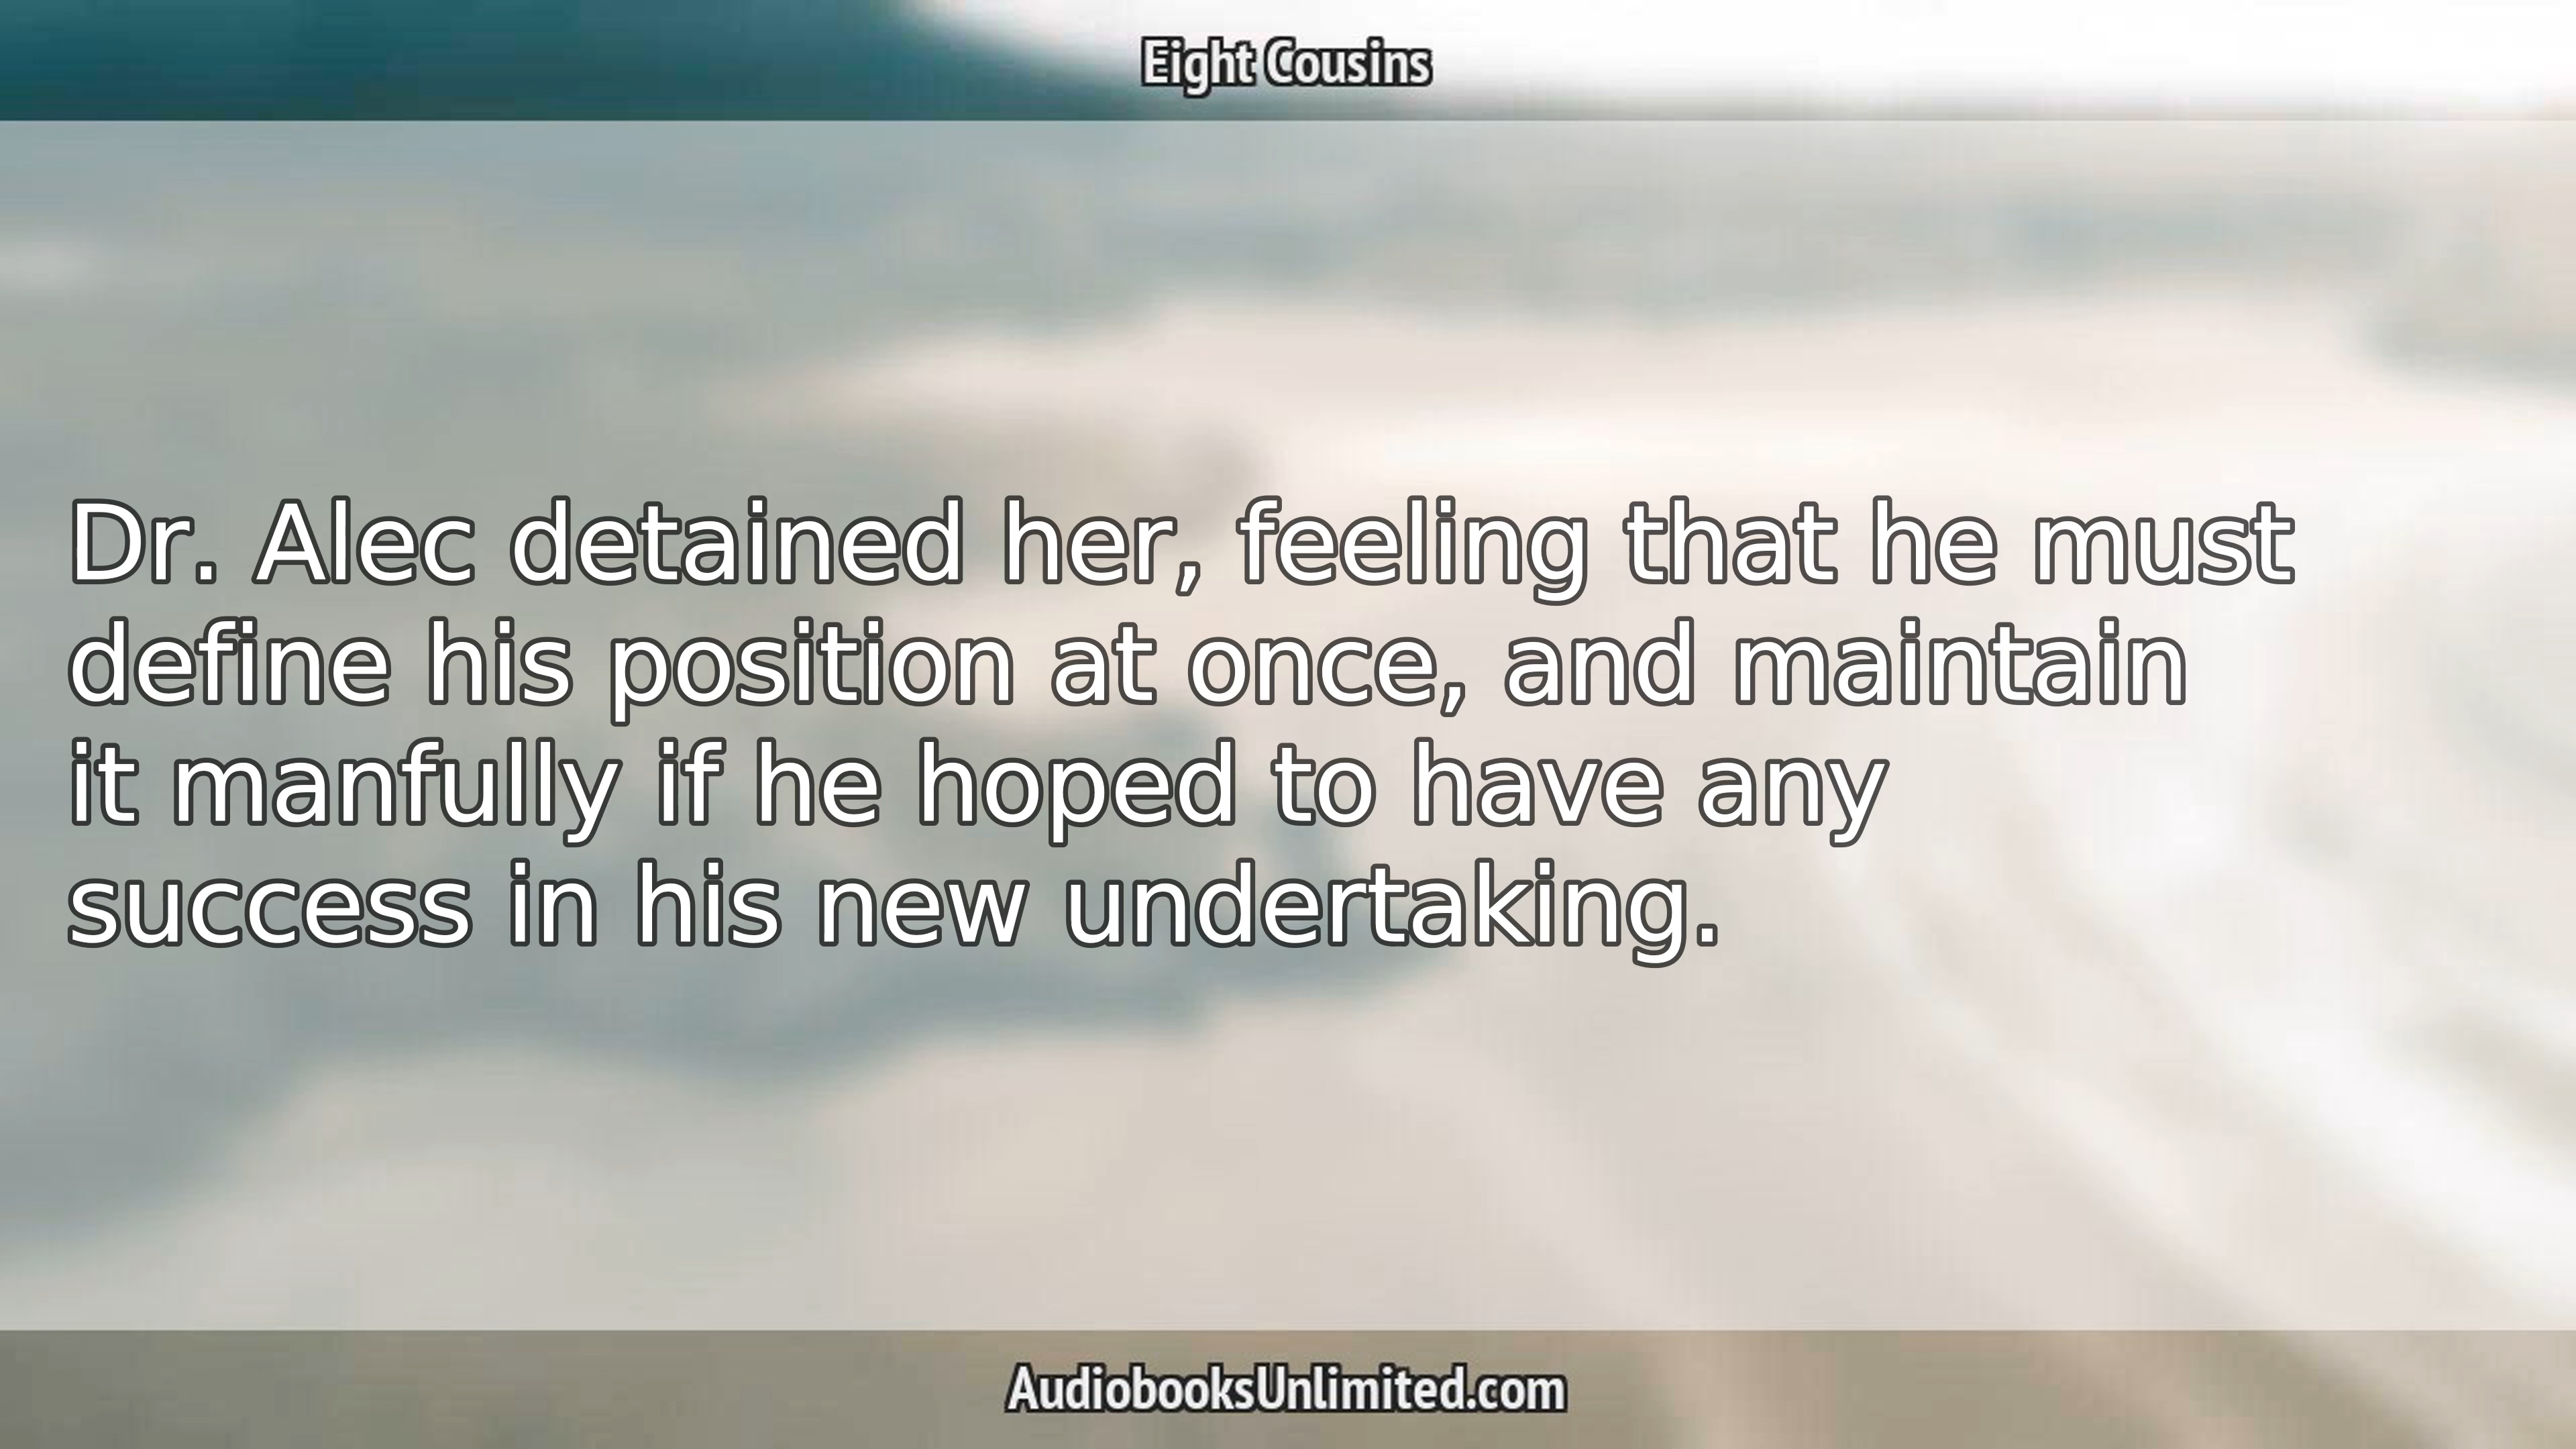 Eight Cousins
Dr. Alec detained her, feeling that he must
define his position at once, and maintain
it manfully if he hoped to have any
success in his new undertaking.
AudiobooksUnlimited.com